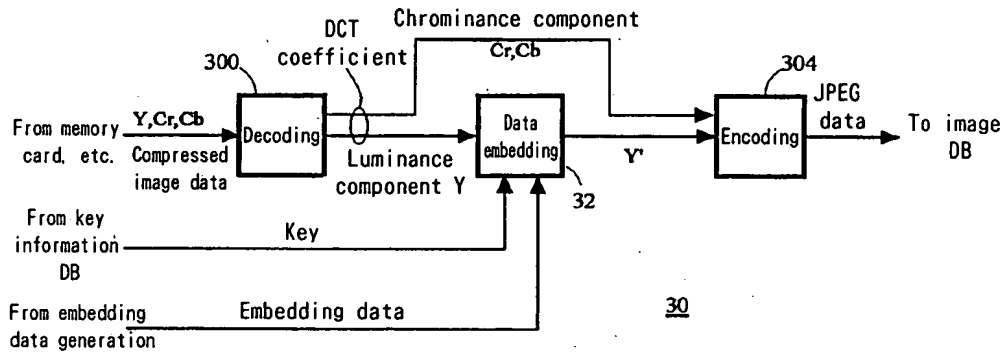 Chrominance component
Cr,Cb
DCT
coefficient
300
304
JPEG
data
From memory
card, etc.
Y,Cr,Cb
Compressed
image data
Decoding
Luminance
component Y
Data
embedding
32
Y'
Encoding
To image
DB
From key
information
DB
Key
From embedding
data generation
Embedding data
30